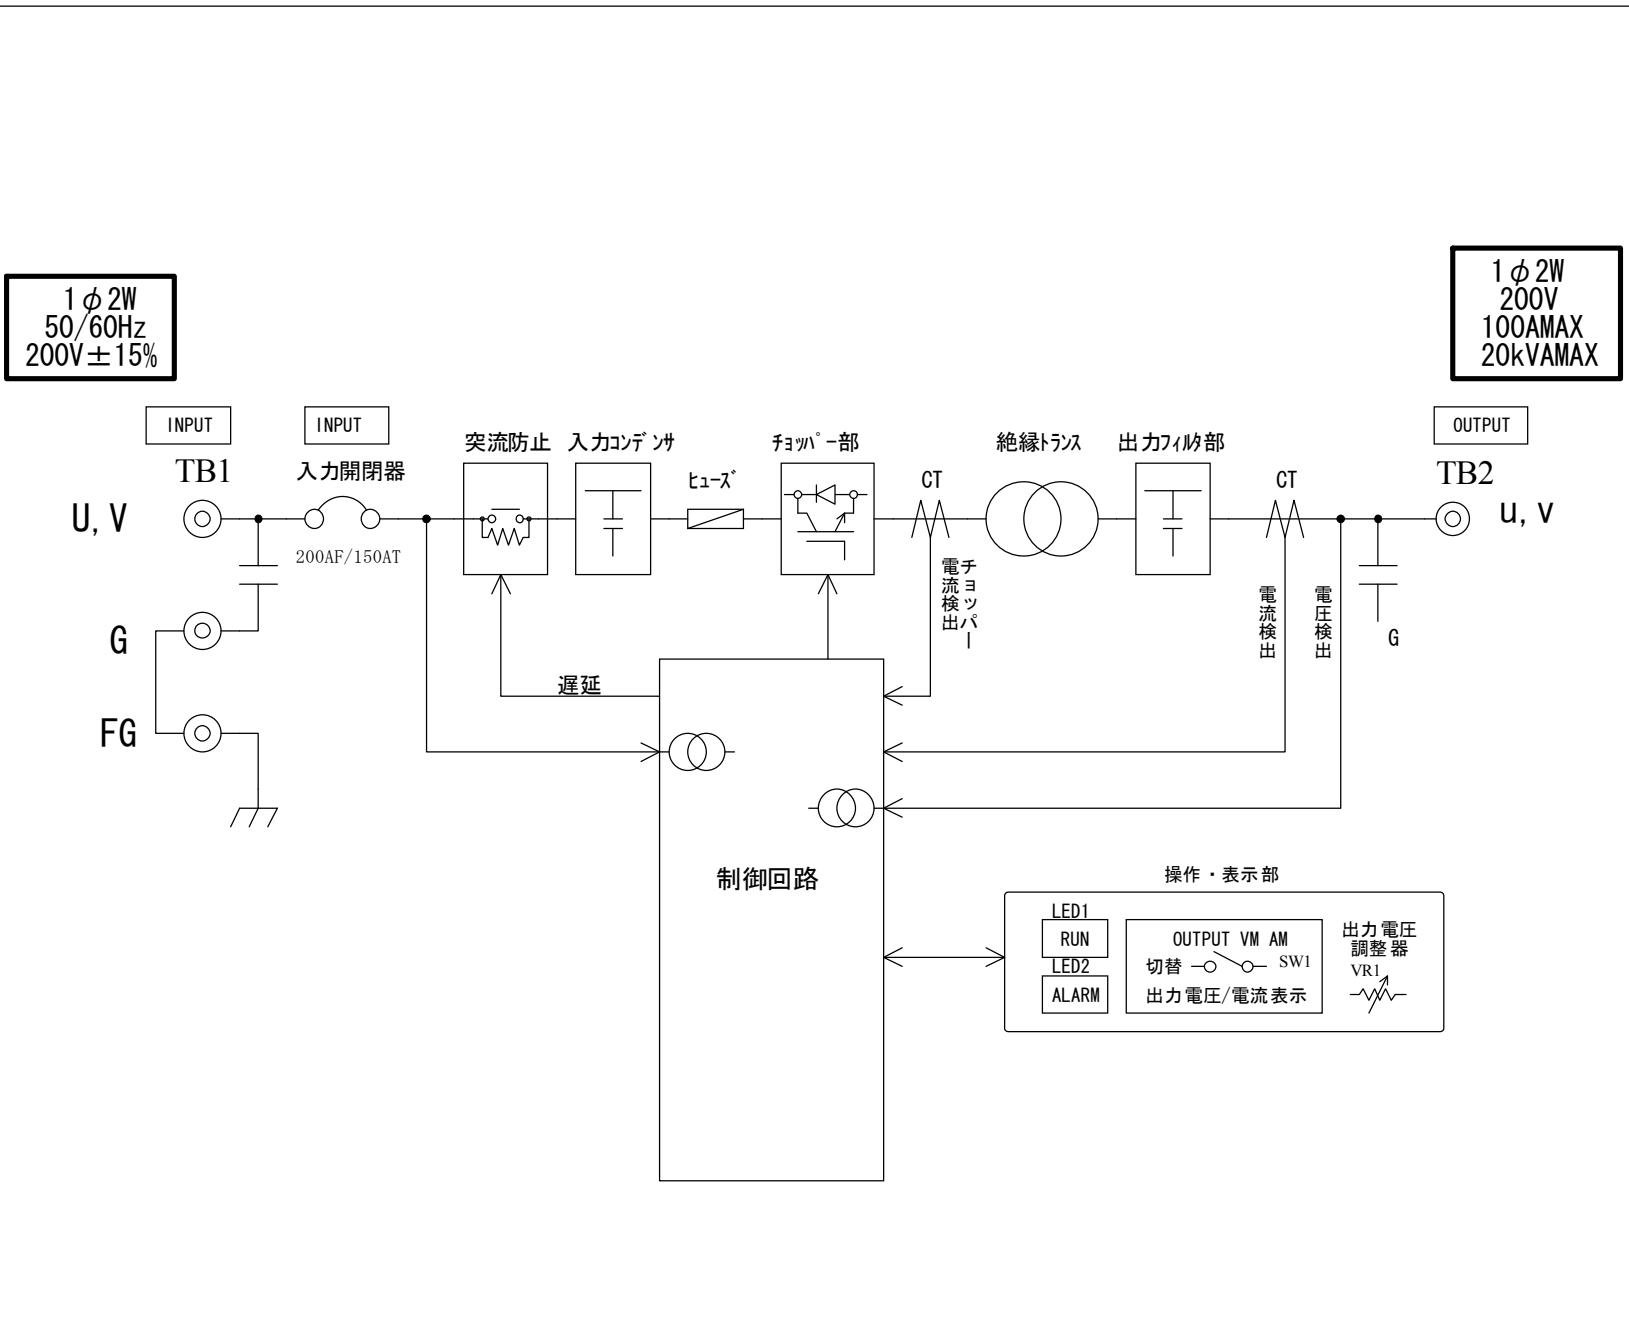 1φ2W
50/60Hz
200V±15%
1φ2W
200V
100AMAX
20kVAMAX
INPUT
INPUT
OUTPUT
TB1
入力開閉器
突流防止
入力ｺﾝﾃﾞﾝｻ
ﾋｭｰｽﾞ
ﾁｮｯﾊﾟｰ部
CT
絶縁ﾄﾗﾝｽ
出力ﾌｨﾙﾀ部
CT
TB2
U,V
u,v
200AF/150AT
チョッパー
電流検出
電流検出
電圧検出
G
G
遅延
FG
制御回路
操作・表示部
LED1
RUN
LED2
ALARM
OUTPUT VM AM
切替
SW1
出力電圧/電流表示
出力電圧
調整器
VR1